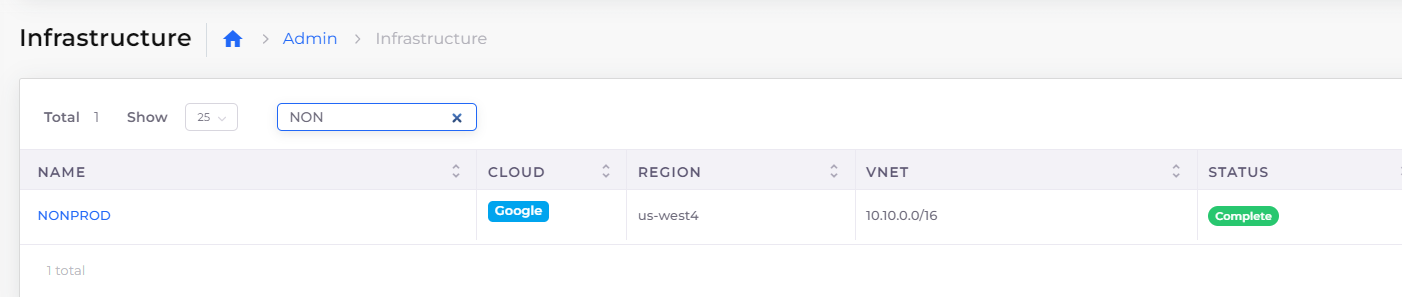 Infrastructure Admin Infrastructure
Total 1 Show 25 NON
NAME CLOUD REGION VNET STATUS
NONPROD Google us-west4 10.10.0.0/16 Complete
1 total